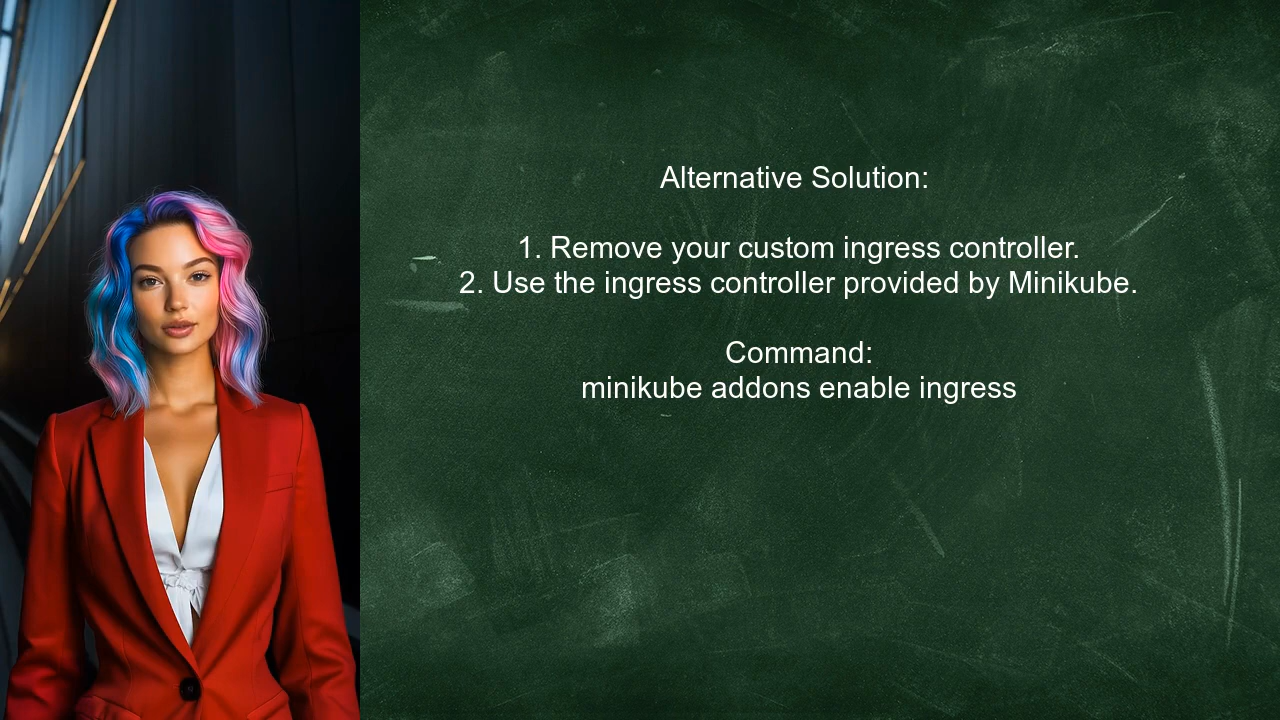 Alternative Solution:
1. Remove your custom ingress controller.
2. Use the ingress controller provided by Minikube.
Command:
minikube addons enable ingress